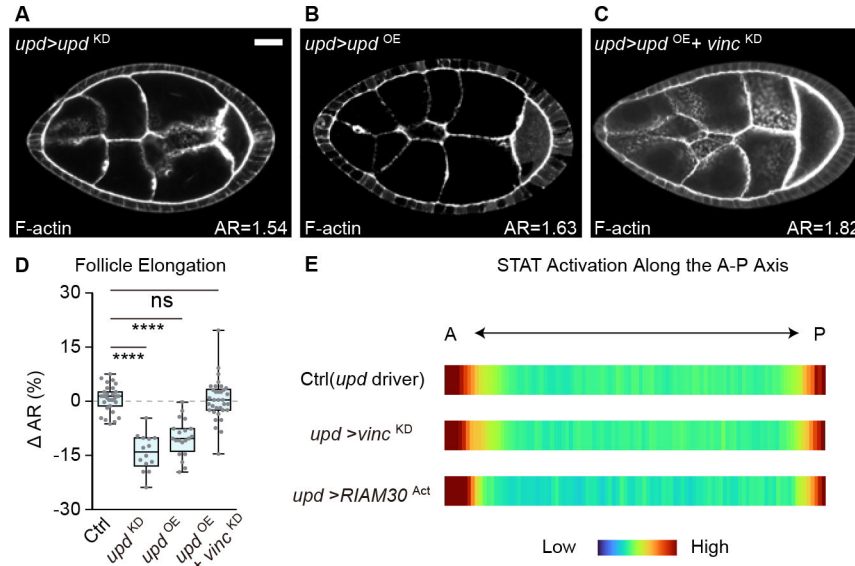 A
upd>upd KD
F-actin
AR=1.54
B
upd>upd OE
F-actin
AR=1.63
C
upd>upd OE+ vinc KD
F-actin
AR=1.82
D
Follicle Elongation
ns
****
****
Δ AR (%)
30
15
0
-15
-30
Ctrl
upd KD
upd OE
upd OE
+ vinc KD
E
STAT Activation Along the A-P Axis
A
P
Ctrl(upd driver)
upd >vinc KD
upd >RIAM30 Act
Low
High